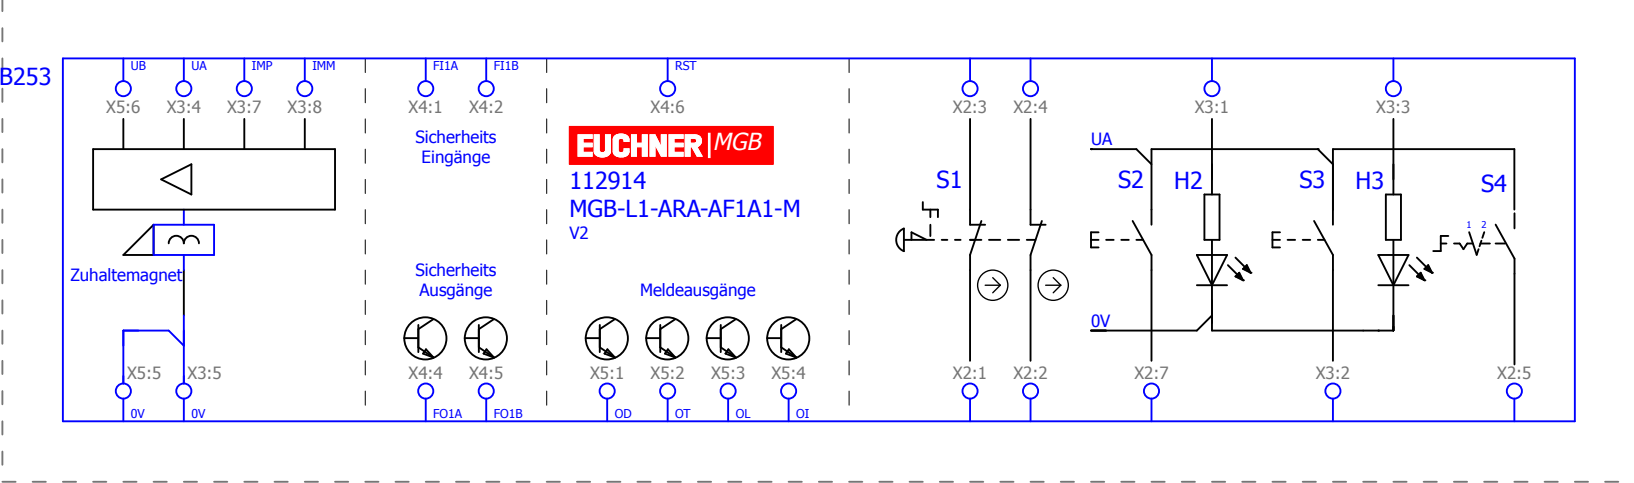 B253
UB UA IMP IMM FI1A FI1B RST
X5:6 X3:4 X3:7 X3:8 X4:1 X4:2 X4:6 X2:3 X2:4 X3:1 X3:3
Sicherheits
Eingänge
EUCHNER|MGB
112914
MGB-L1-ARA-AF1A1-M
V2
UA
S1 S2 H2 S3 H3 S4
1 2
Zuhaltemagnet
Sicherheits
Ausgänge
Meldeausgänge
0V
X5:5 X3:5 X4:4 X4:5 X5:1 X5:2 X5:3 X5:4 X2:1 X2:2 X2:7 X3:2 X2:5
0V 0V FO1A FO1B OD OT OL OI